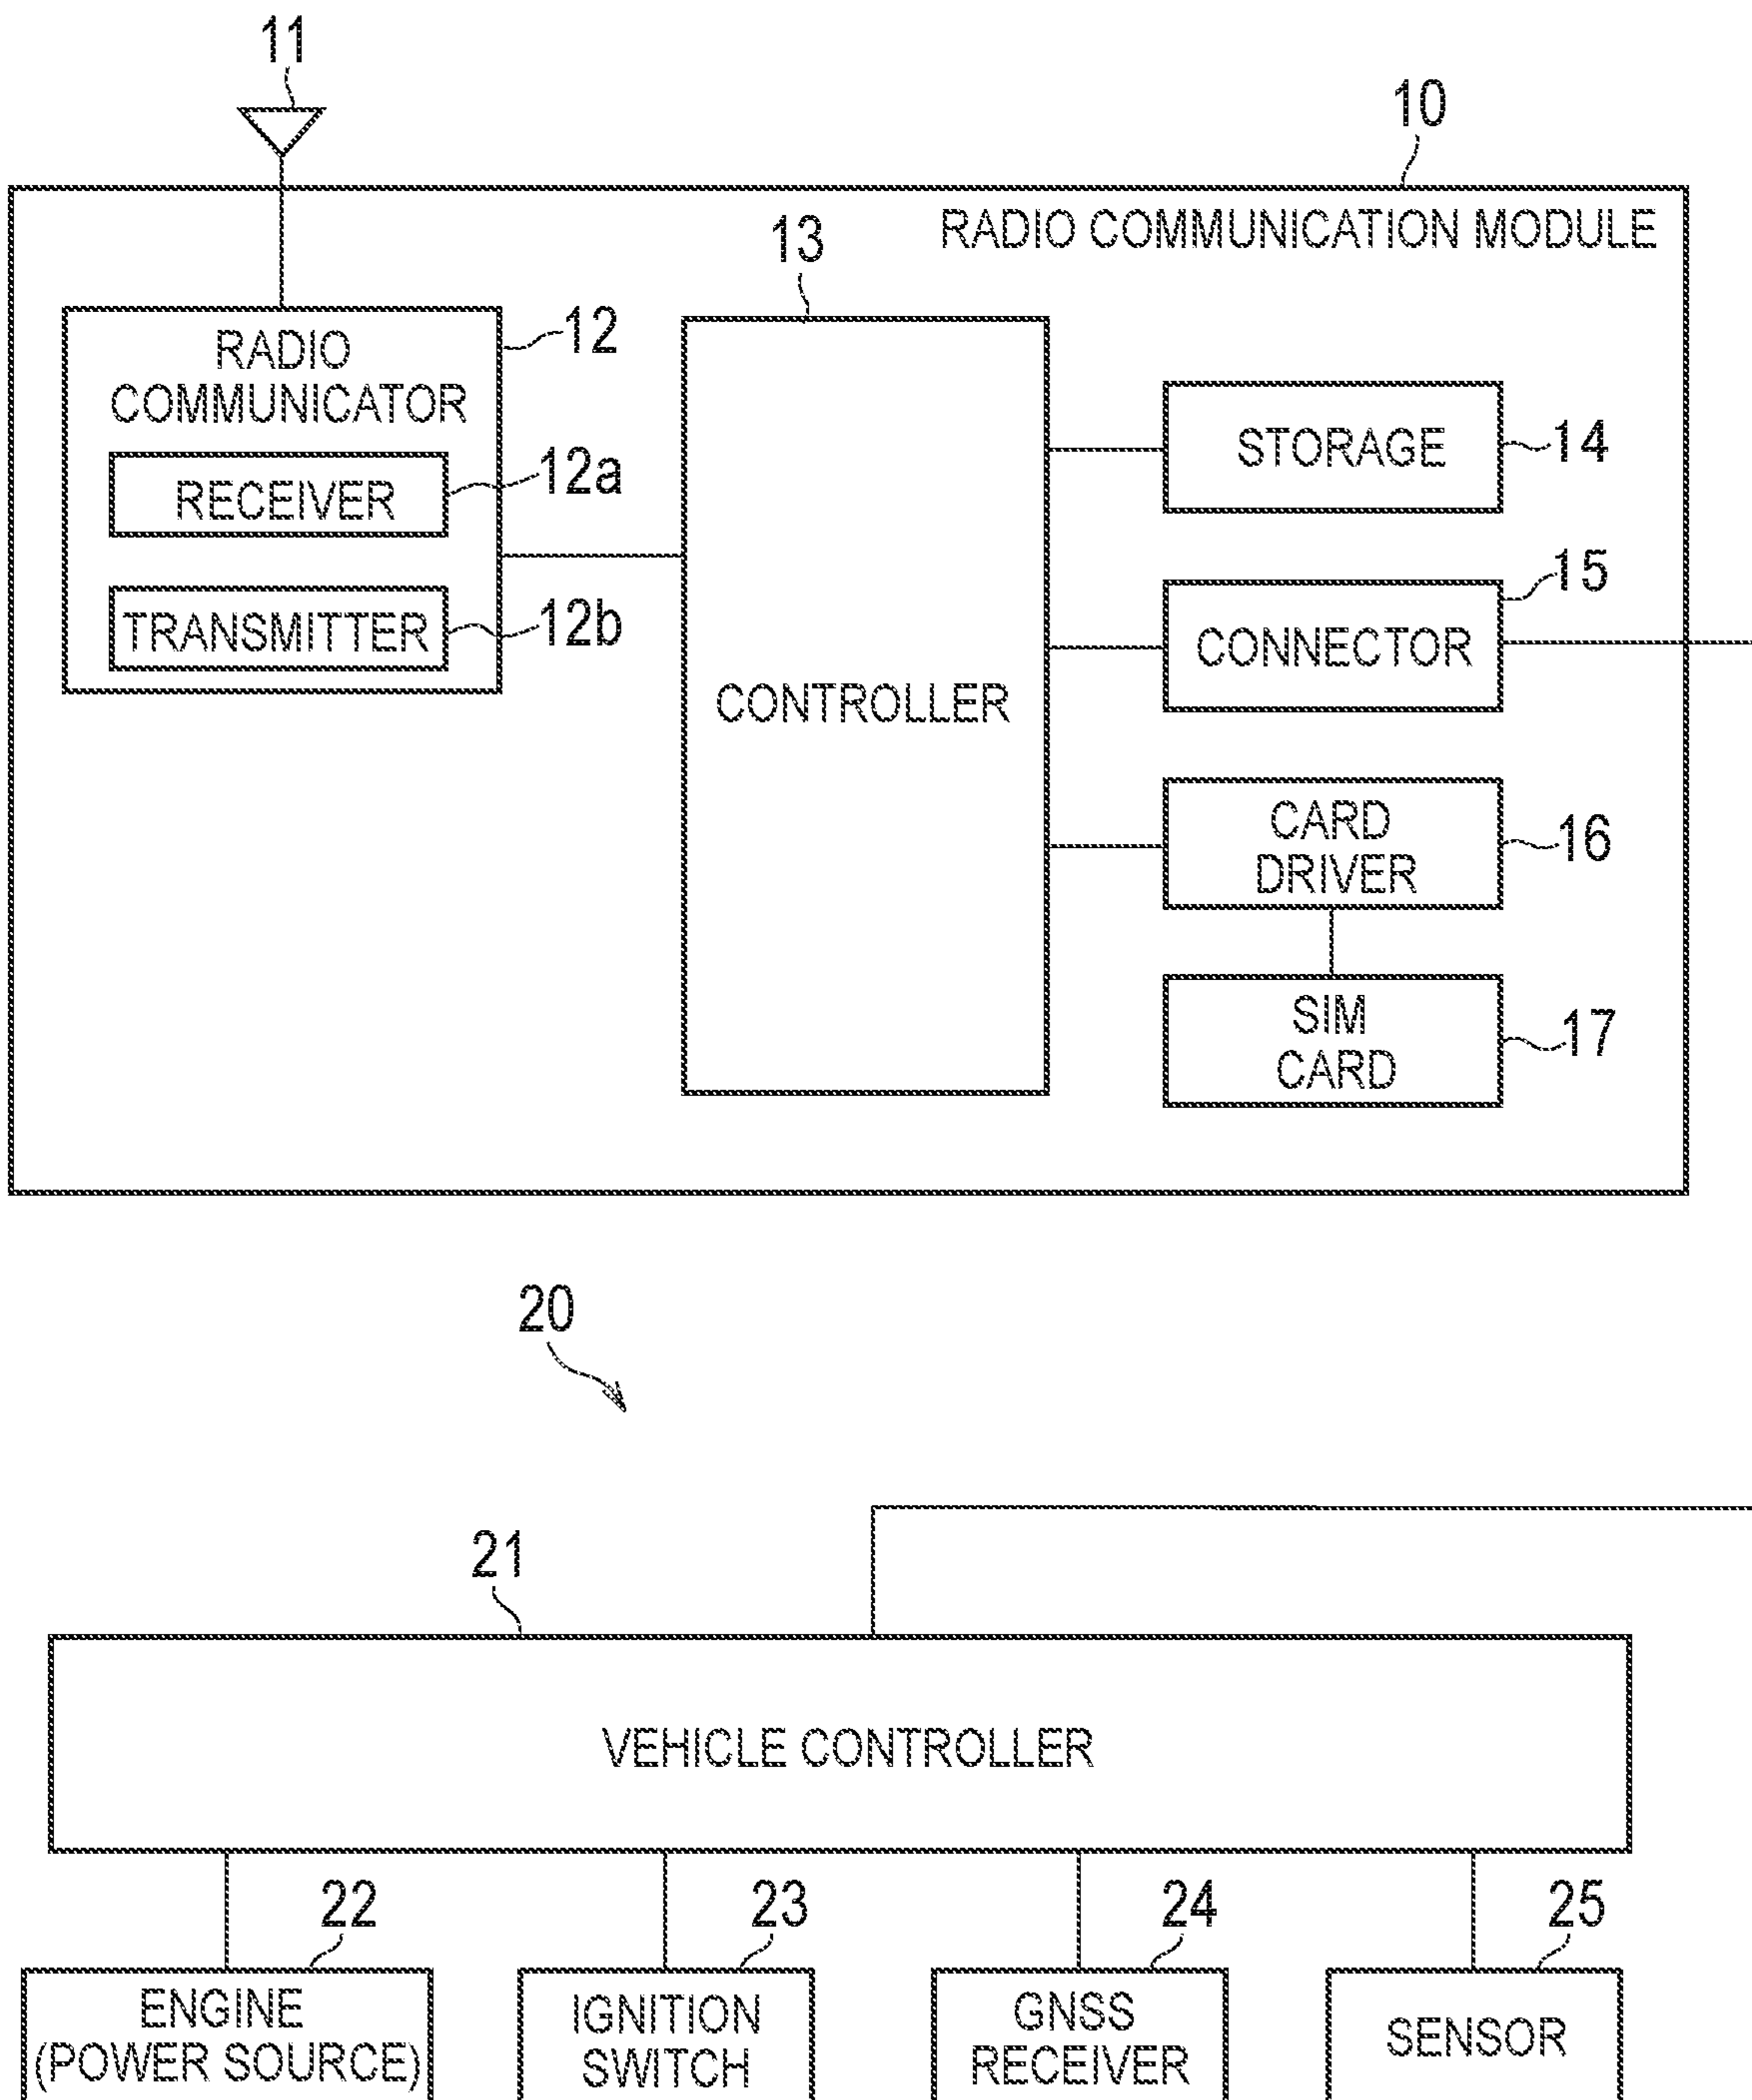 11
10
RADIO COMMUNICATION MODULE
13
12
RADIO
COMMUNICATOR
12a
RECEIVER
12b
TRANSMITTER
CONTROLLER
STORAGE
14
15
CONNECTOR
CARD
DRIVER
16
SIM
CARD
17
20
21
VEHICLE CONTROLLER
22
23
24
25
ENGINE
(POWER SOURCE)
IGNITION
SWITCH
GNSS
RECEIVER
SENSOR